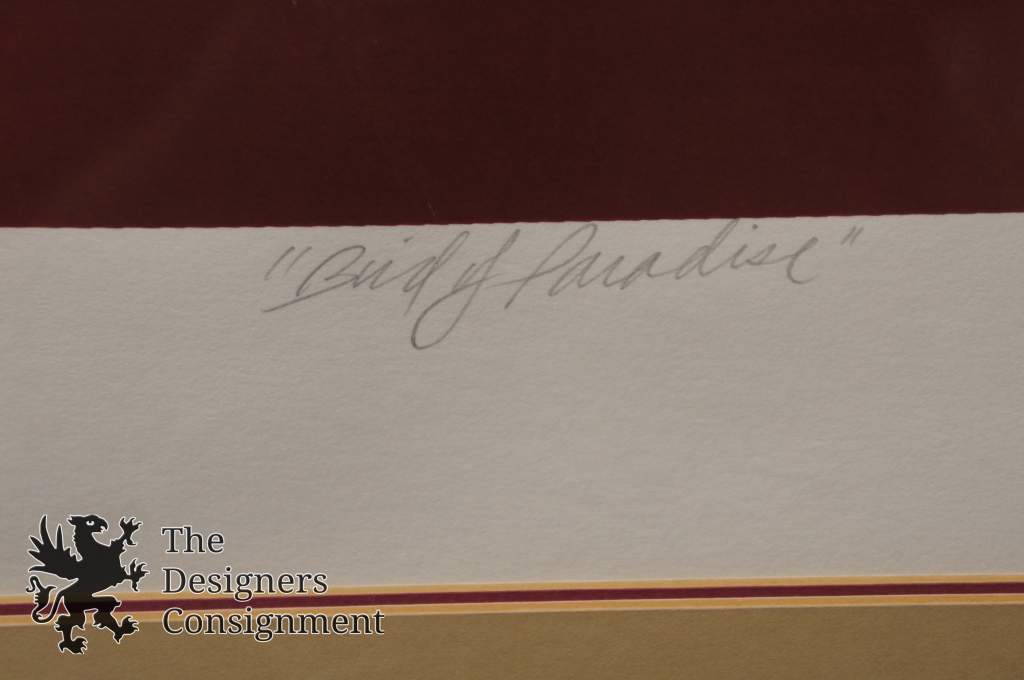 "Bird of Paradise"
The
Designers
Consignment